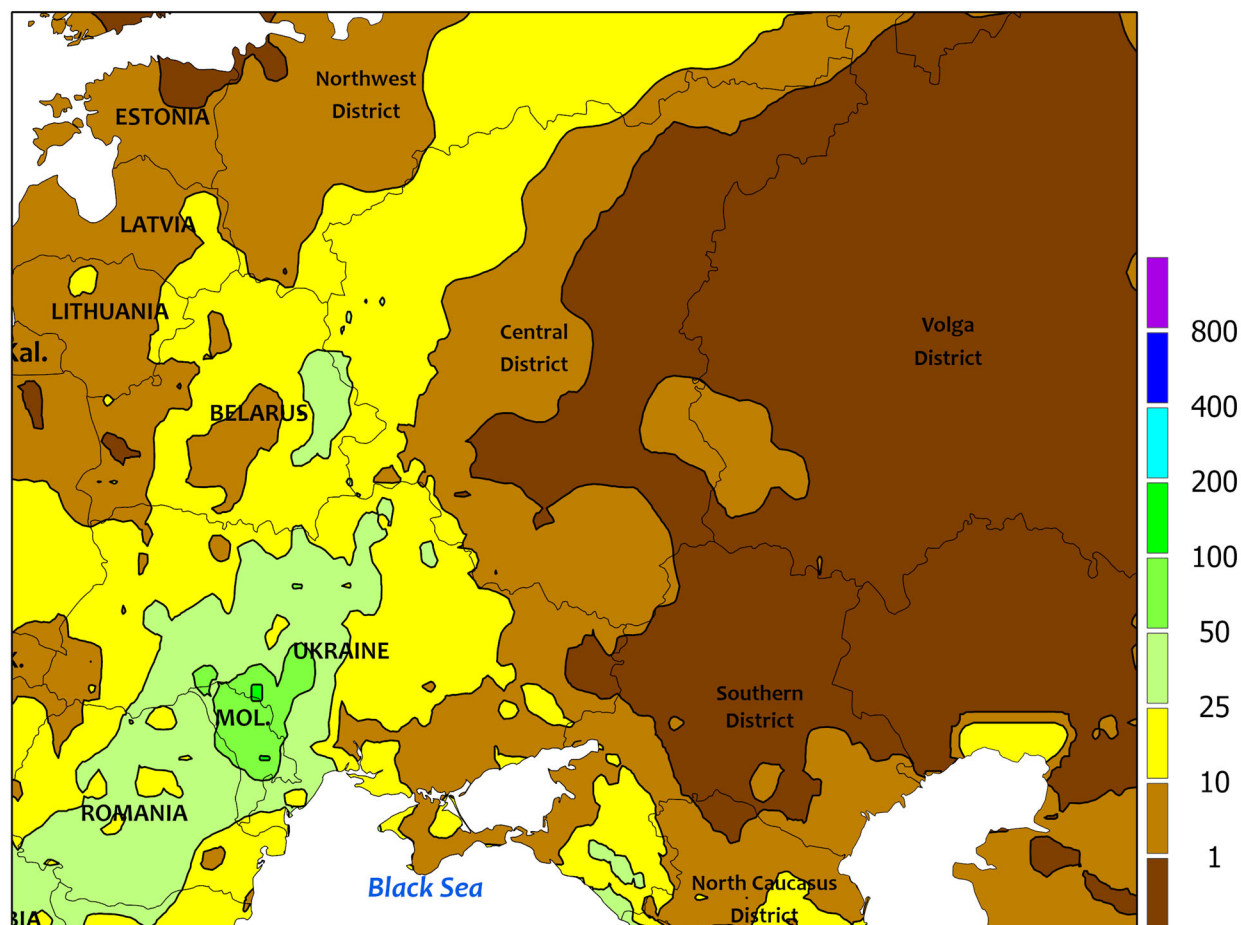 Northwest
District
ESTONIA
LATVIA
LITHUANIA
Kal.
Central
District
Volga
District
BELARUS
800
400
200
100
50
25
10
1
UKRAINE
MOL.
Southern
District
ROMANIA
Black Sea
North Caucasus
District